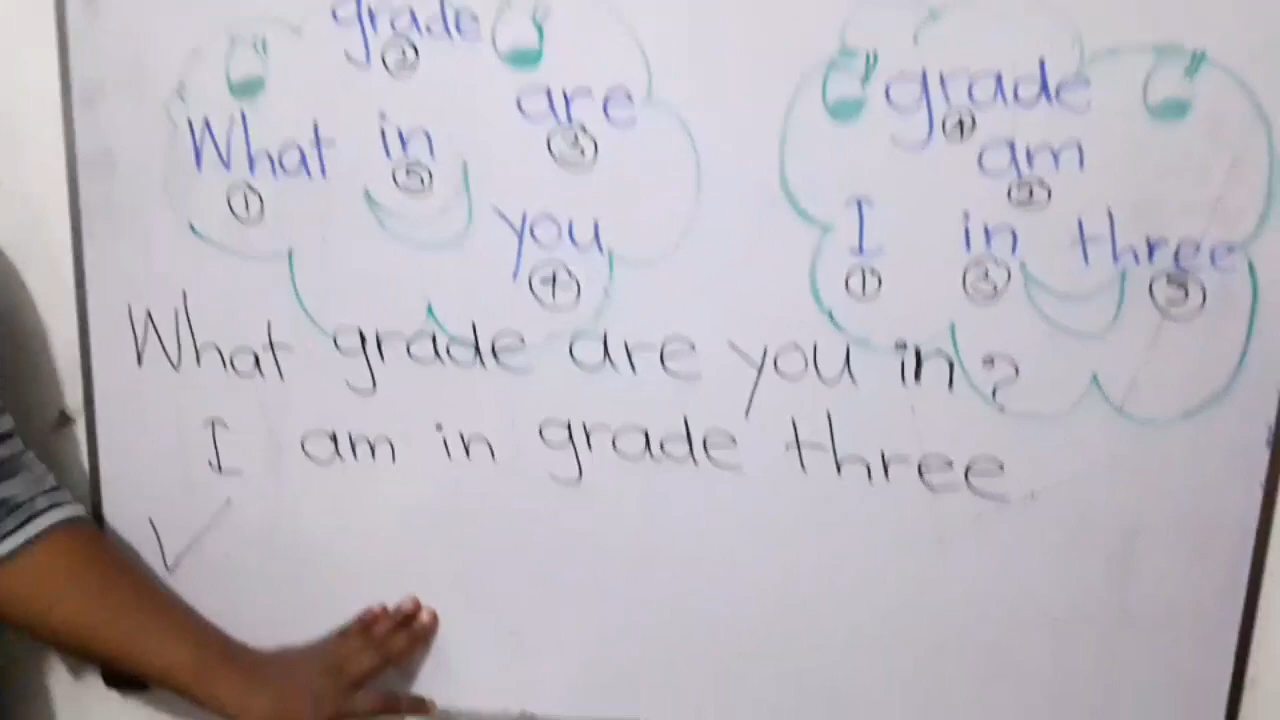 grade
②
are
What in
③
① ⑤
you
④
grade
④
am
②
I in three
① ③ ⑤
What grade are you in?
I am in grade three.